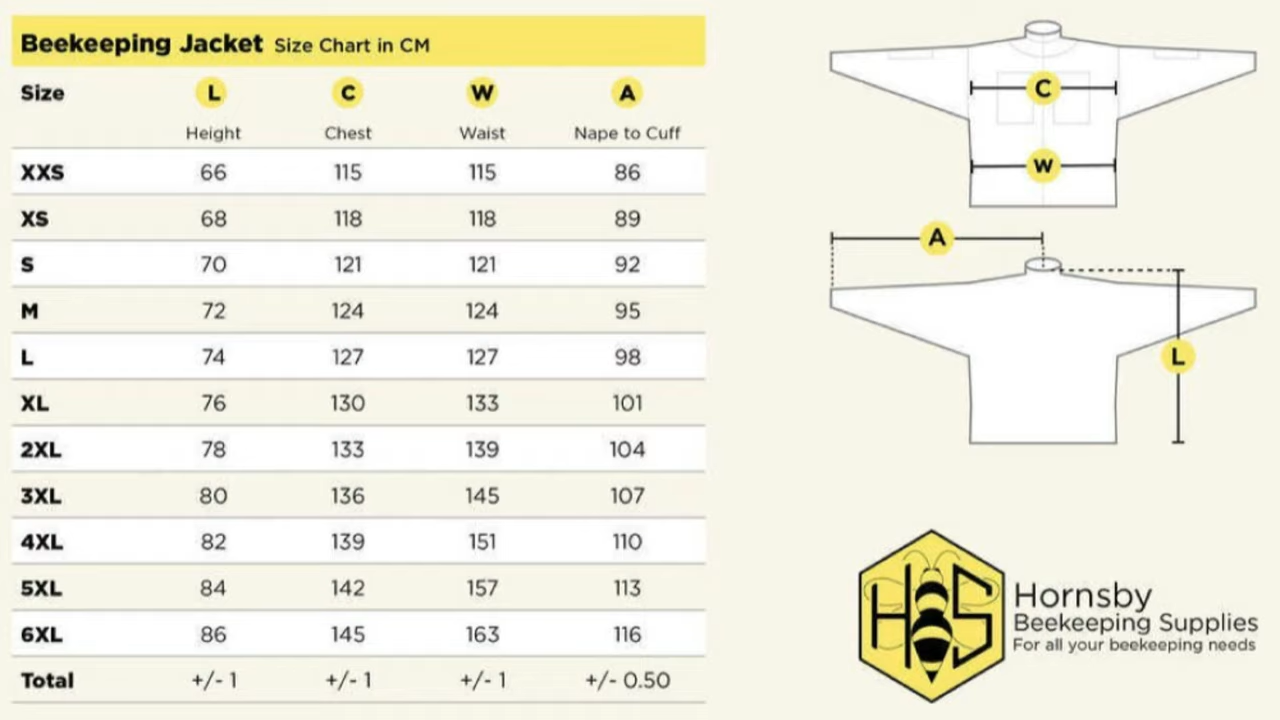 Beekeeping Jacket Size Chart in CM
Size L C W A
Height Chest Waist Nape to Cuff
XXS 66 115 115 86
XS 68 118 118 89
S 70 121 121 92
M 72 124 124 95
L 74 127 127 98
XL 76 130 133 101
2XL 78 133 139 104
3XL 80 136 145 107
4XL 82 139 151 110
5XL 84 142 157 113
6XL 86 145 163 116
Total +/- 1 +/- 1 +/- 1 +/- 0.50
C
W
A
L
HS
Hornsby
Beekeeping Supplies
For all your beekeeping needs